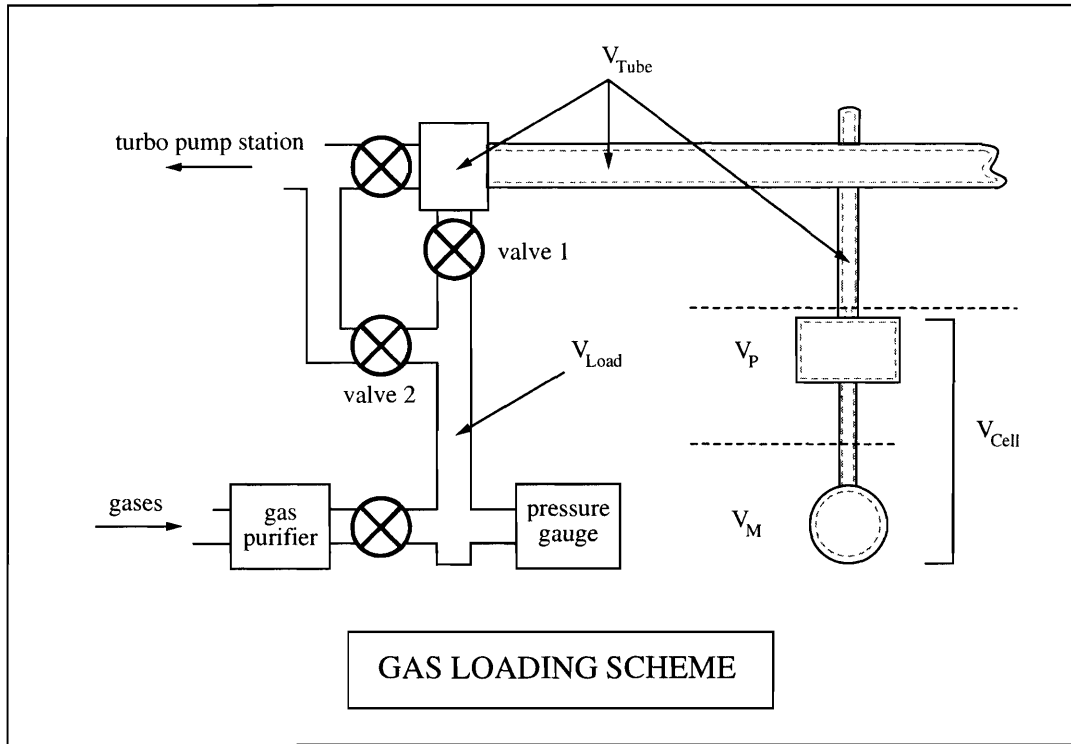 V_Tube
turbo pump station
valve 1
V_Load
V_P
valve 2
V_Cell
gases
gas
purifier
pressure
gauge
V_M
GAS LOADING SCHEME